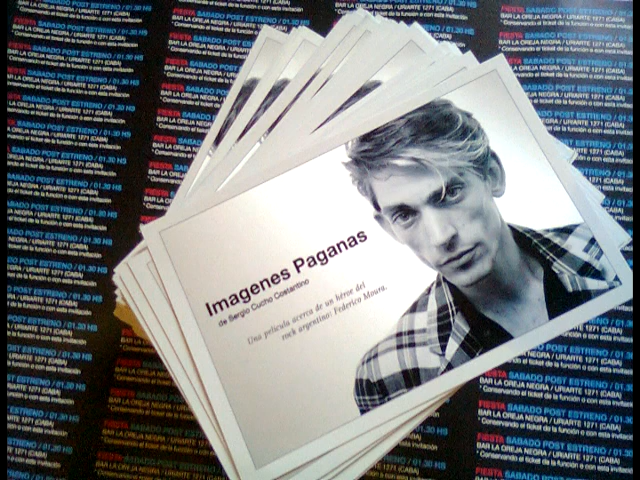 Imagenes Paganas
de Sergio Cucho Costantino
Una película acerca de un héroe del
rock argentino: Federico Moura.
FIESTA SABADO POST ESTRENO / 01.30 HS
BAR LA OREJA NEGRA / URIARTE 1271 (CABA)
* Conservando el ticket de la función o con esta invitación